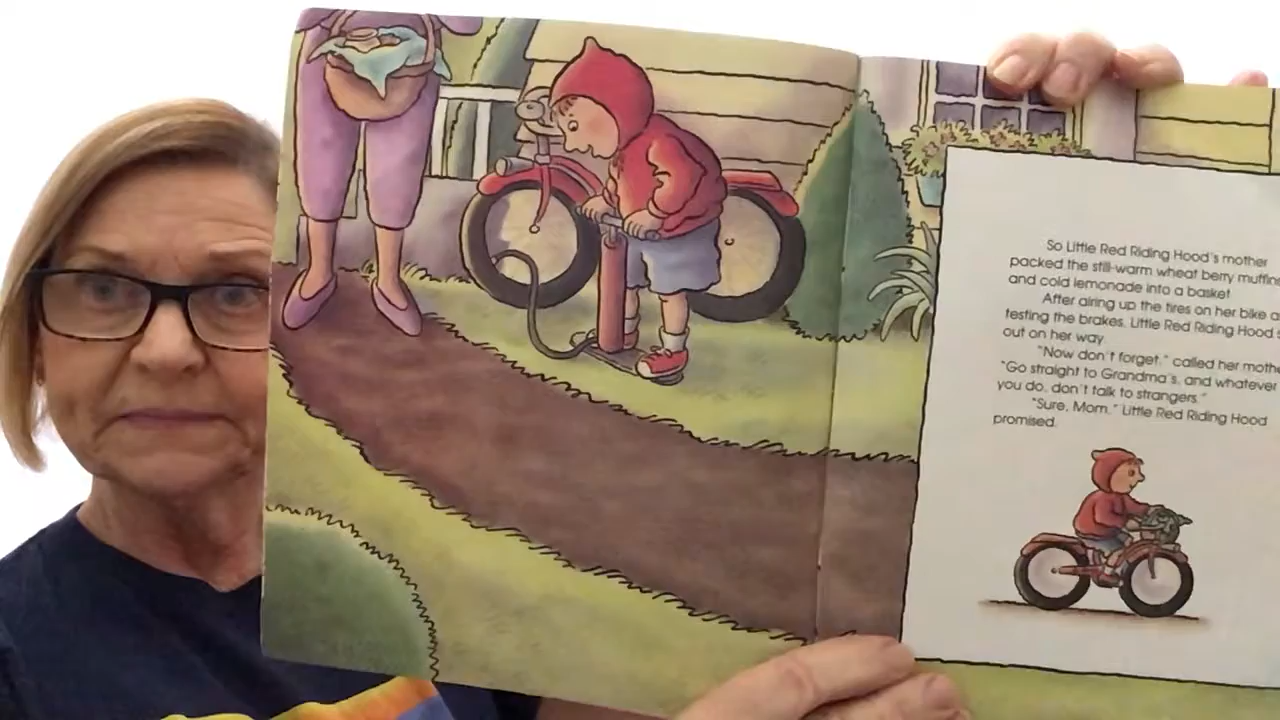 So Little Red Riding Hood's mother
packed the still-warm wheat berry muffins
and cold lemonade into a basket.
After airing up the tires on her bike a
testing the brakes, Little Red Riding Hood
out on her way.
"Now don't forget," called her mothe
"Go straight to Grandma's, and whatever
you do, don't talk to strangers."
"Sure, Mom," Little Red Riding Hood
promised.